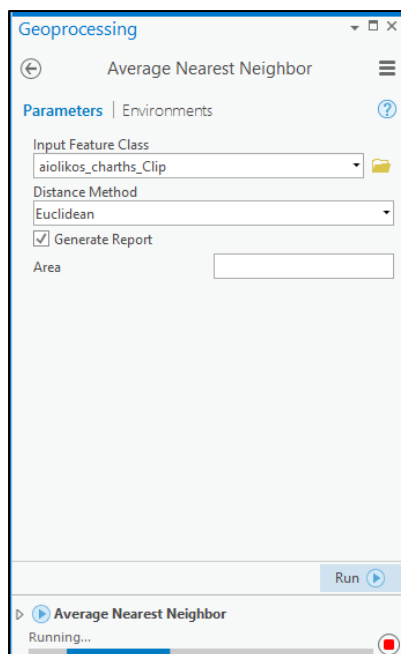 Geoprocessing
Average Nearest Neighbor
Parameters | Environments
Input Feature Class
aiolikos_charths_Clip
Distance Method
Euclidean
Generate Report
Area
Run
Average Nearest Neighbor
Running...